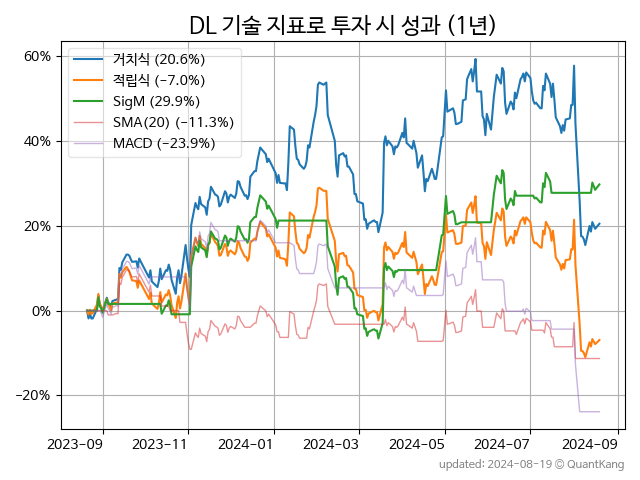 DL 기술 지표로 투자 시 성과 (1년)
거치식 (20.6%)
적립식 (−7.0%)
SigM (29.9%)
SMA(20) (−11.3%)
MACD (−23.9%)
60%
40%
20%
0%
−20%
2023-09 2023-11 2024-01 2024-03 2024-05 2024-07 2024-09
updated: 2024-08-19 © QuantKang